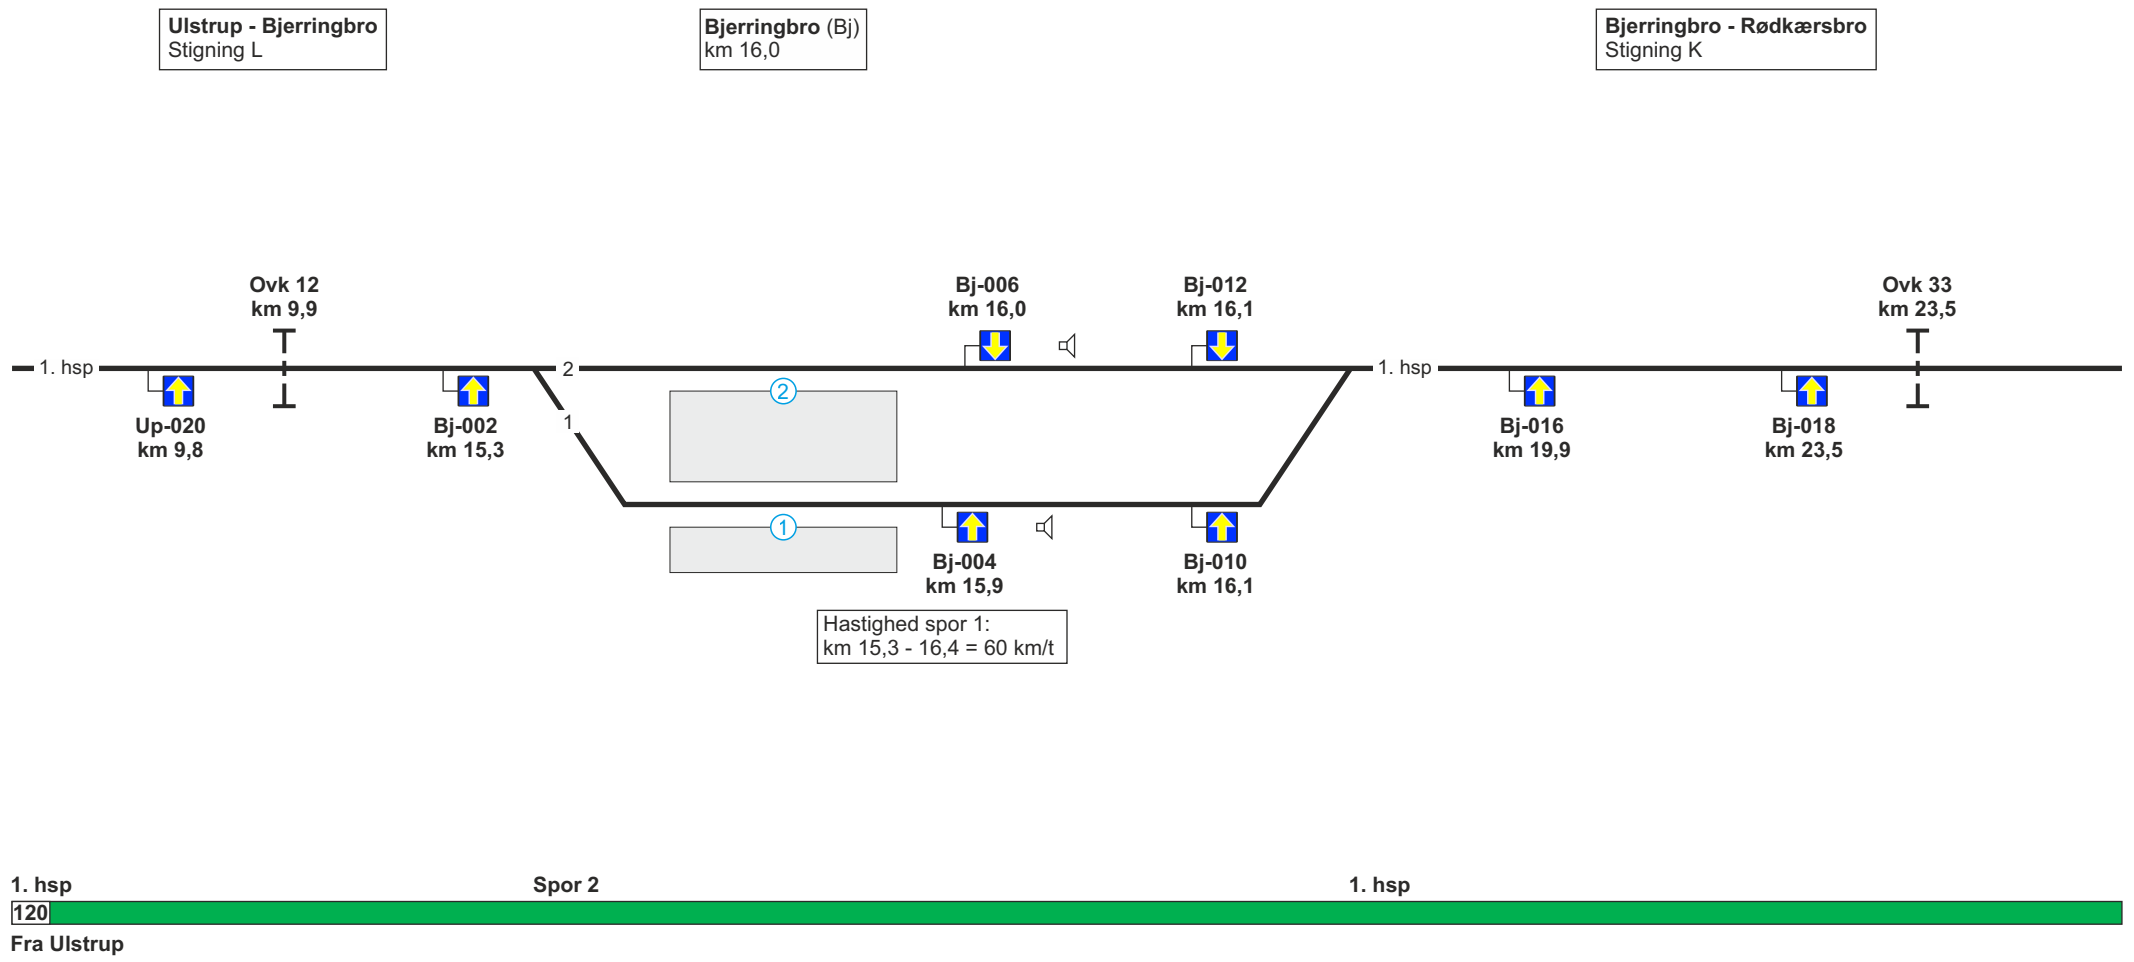 Ulstrup - Bjerringbro
Stigning L
Bjerringbro (Bj)
km 16,0
Bjerringbro - Rødkærsbro
Stigning K
Ovk 12
km 9,9
Bj-006
km 16,0
Bj-012
km 16,1
Ovk 33
km 23,5
1. hsp
2
1. hsp
Up-020
km 9,8
Bj-002
km 15,3
1
2
Bj-016
km 19,9
Bj-018
km 23,5
1
Bj-004
km 15,9
Bj-010
km 16,1
Hastighed spor 1:
km 15,3 - 16,4 = 60 km/t
1. hsp
Spor 2
1. hsp
120
Fra Ulstrup